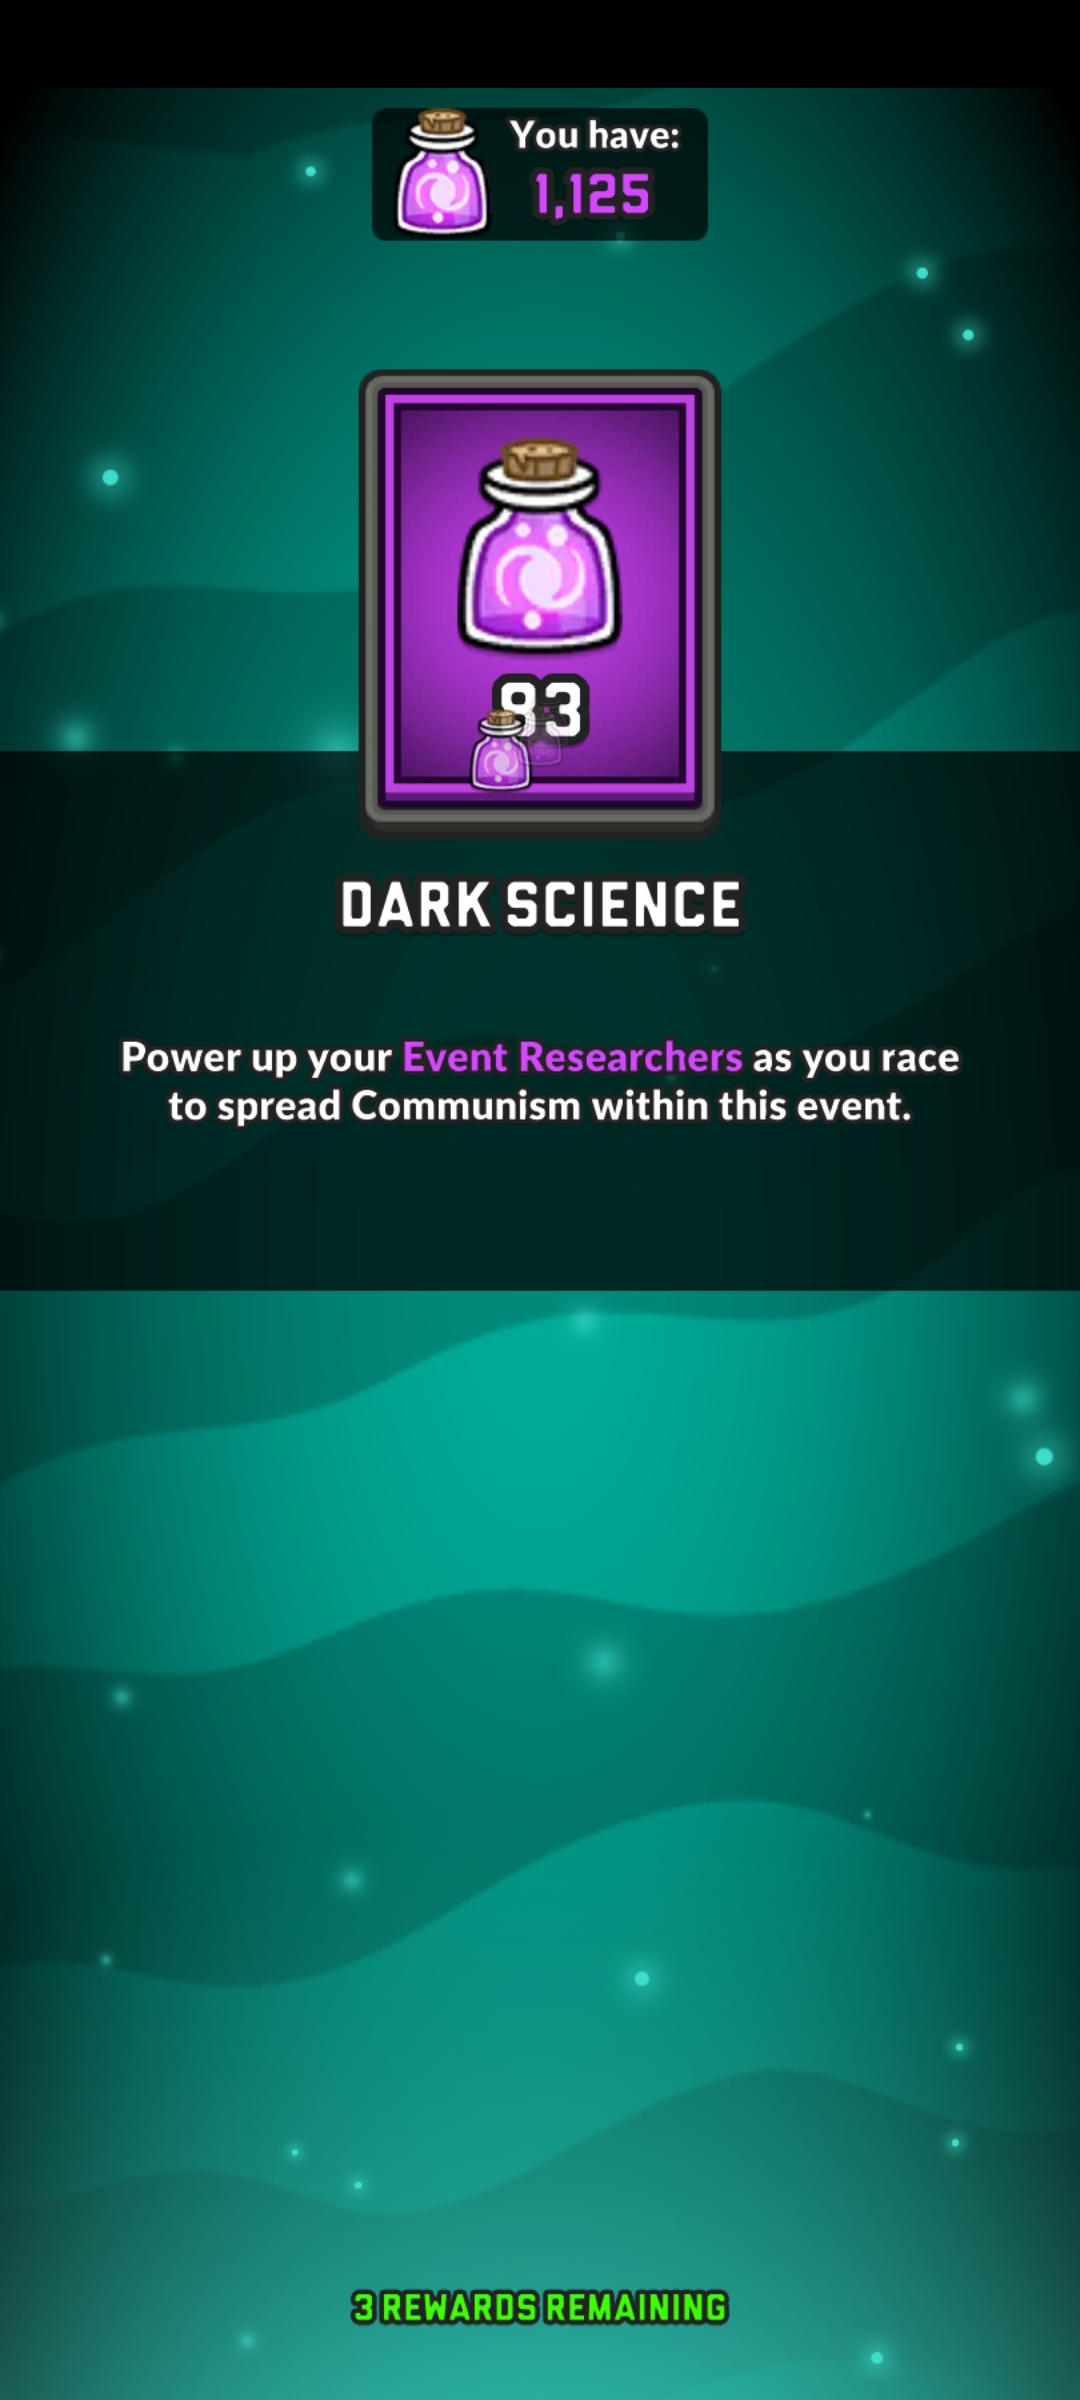 You have:
1,125
93
DARK SCIENCE
Power up your Event Researchers as you race
to spread Communism within this event.
3 REWARDS REMAINING